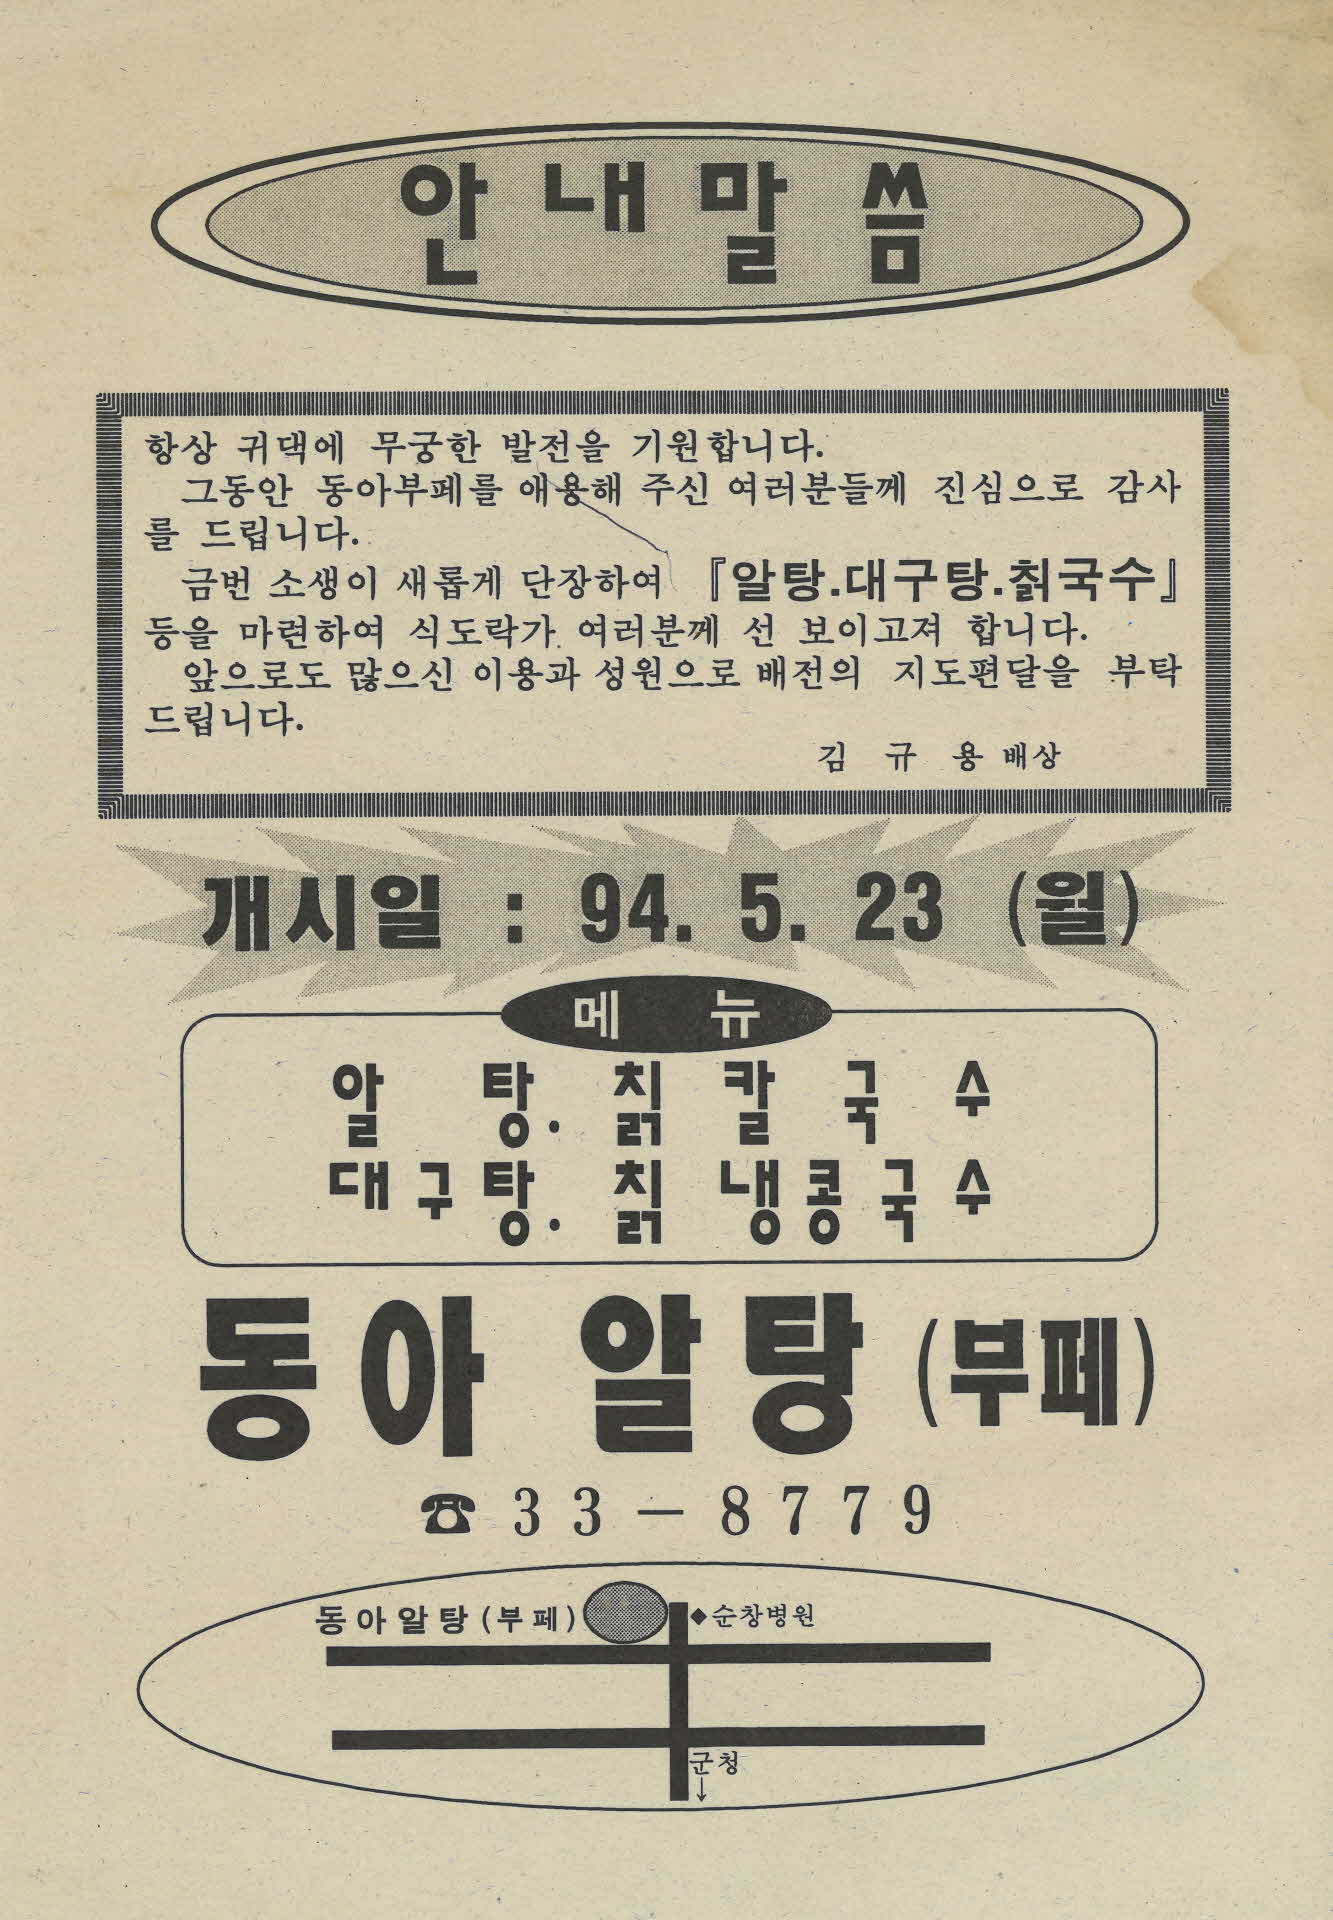 안내말씀
항상 귀댁에 무궁한 발전을 기원합니다.
그동안 동아부페를 애용해 주신 여러분들께 진심으로 감사
를 드립니다.
금번 소생이 새롭게 단장하여 『알탕.대구탕.칡국수』
등을 마련하여 식도락가 여러분께 선 보이고져 합니다.
앞으로도 많으신 이용과 성원으로 배전의 지도편달을 부탁
드립니다.
김 규 용 배상
개시일 : 94. 5. 23 (월)
메 뉴
알 탕. 칡 칼 국 수
대구탕. 칡 냉콩국수
동아 알탕 (부페)
☎ 33-8779
동아알탕(부페) ◆순창병원
군청
↓